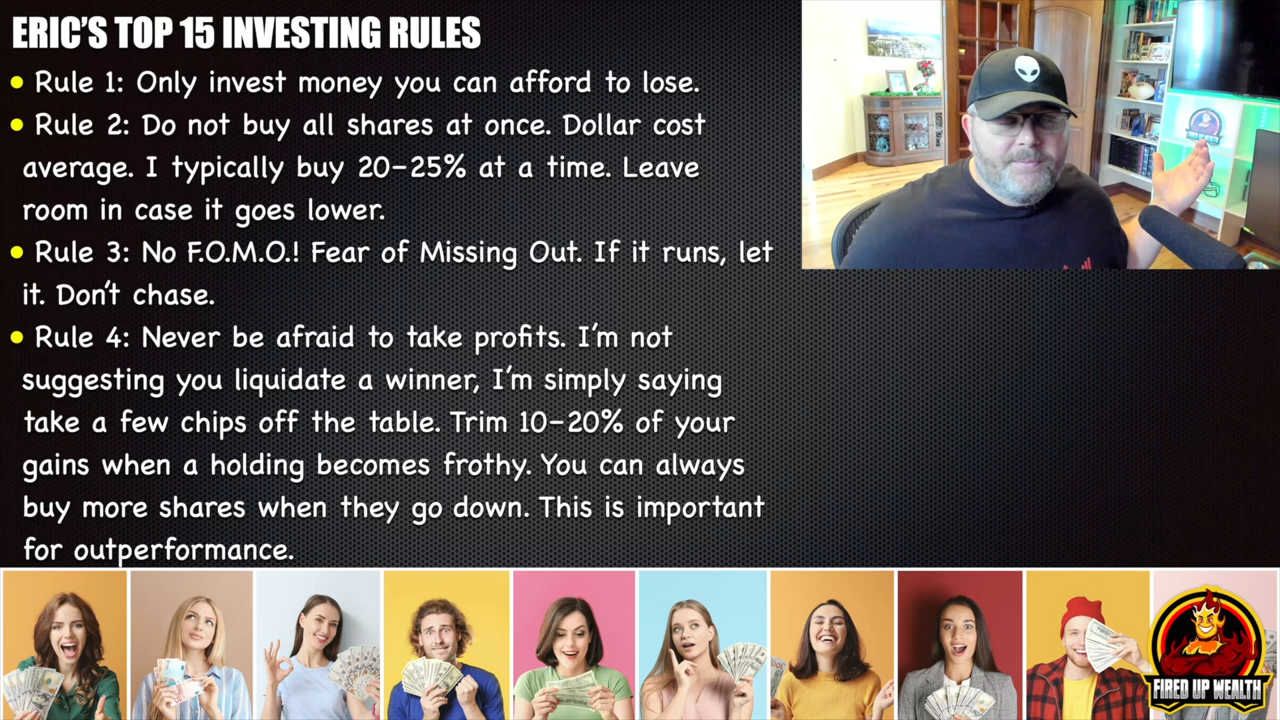 ERIC'S TOP 15 INVESTING RULES
• Rule 1: Only invest money you can afford to lose.
• Rule 2: Do not buy all shares at once. Dollar cost
average. I typically buy 20-25% at a time. Leave
room in case it goes lower.
• Rule 3: No F.O.M.O.! Fear of Missing Out. If it runs, let
it. Don't chase.
• Rule 4: Never be afraid to take profits. I'm not
suggesting you liquidate a winner, I'm simply saying
take a few chips off the table. Trim 10-20% of your
gains when a holding becomes frothy. You can always
buy more shares when they go down. This is important
for outperformance.
FIRED UP WEALTH